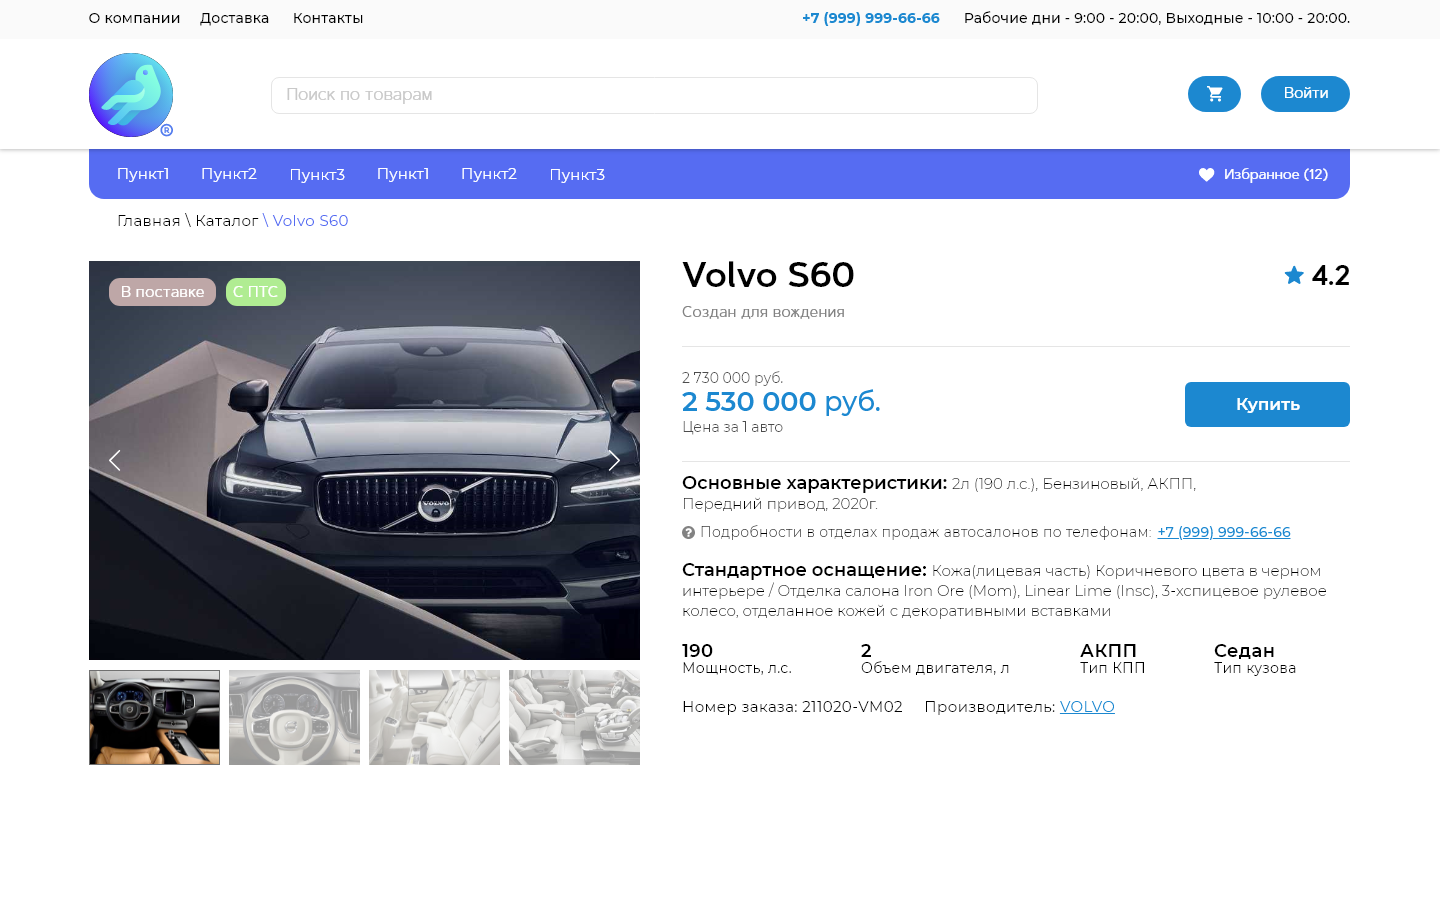 О компании Доставка Контакты +7 (999) 999-66-66 Рабочие дни - 9:00 - 20:00, Выходные - 10:00 - 20:00.
® Поиск по товарам Войти
Пункт1 Пункт2 Пункт3 Пункт1 Пункт2 Пункт3 Избранное (12)
Главная \ Каталог \ Volvo S60
В поставке С ПТС
VOLVO
Volvo S60 4.2
Создан для вождения
2 730 000 руб.
2 530 000 руб.
Цена за 1 авто
Купить
Основные характеристики: 2л (190 л.с.), Бензиновый, АКПП,
Передний привод, 2020г.
Подробности в отделах продаж автосалонов по телефонам: +7 (999) 999-66-66
Стандартное оснащение: Кожа(лицевая часть) Коричневого цвета в черном
интерьере / Отделка салона Iron Ore (Mom), Linear Lime (Insc), 3-хспицевое рулевое
колесо, отделанное кожей с декоративными вставками
190 2 АКПП Седан
Мощность, л.с. Объем двигателя, л Тип КПП Тип кузова
Номер заказа: 211020-VM02 Производитель: VOLVO